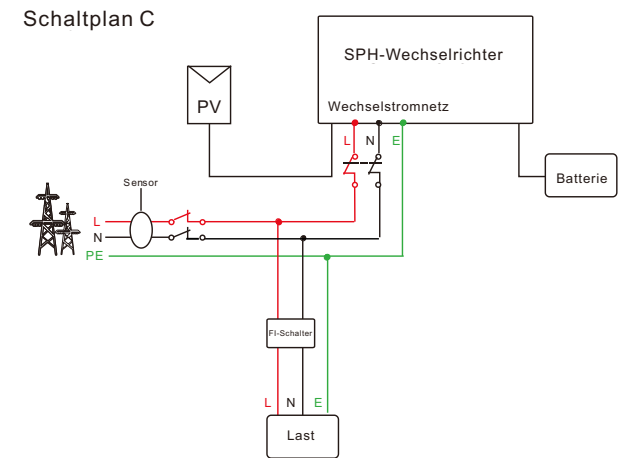 Schaltplan C
SPH-Wechselrichter
PV
Wechselstromnetz
L N E
Batterie
Sensor
L
N
PE
FI-Schalter
L N E
Last